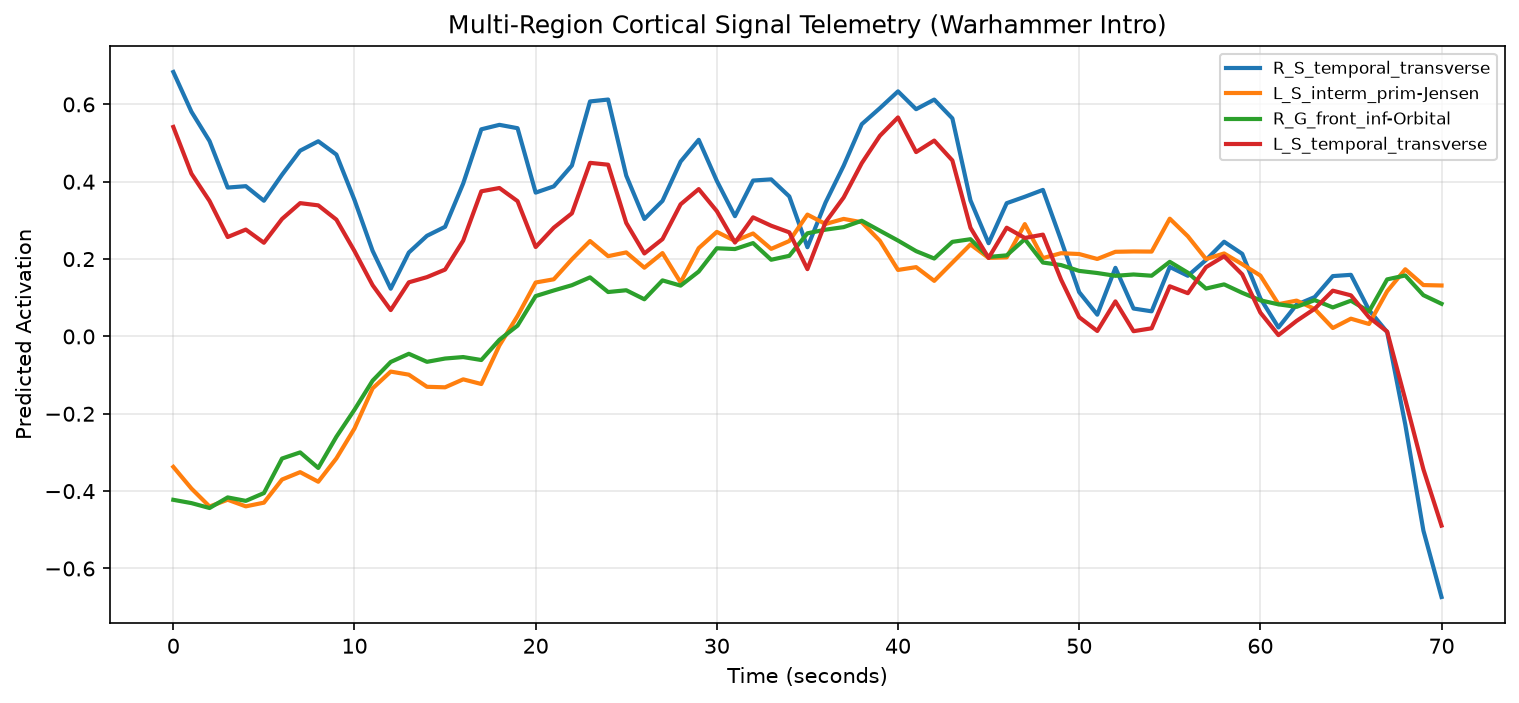 Multi-Region Cortical Signal Telemetry (Warhammer Intro)
R_S_temporal_transverse
L_S_interm_prim-Jensen
R_G_front_inf-Orbital
L_S_temporal_transverse
Predicted Activation
0.6
0.4
0.2
0.0
−0.2
−0.4
−0.6
0 10 20 30 40 50 60 70
Time (seconds)